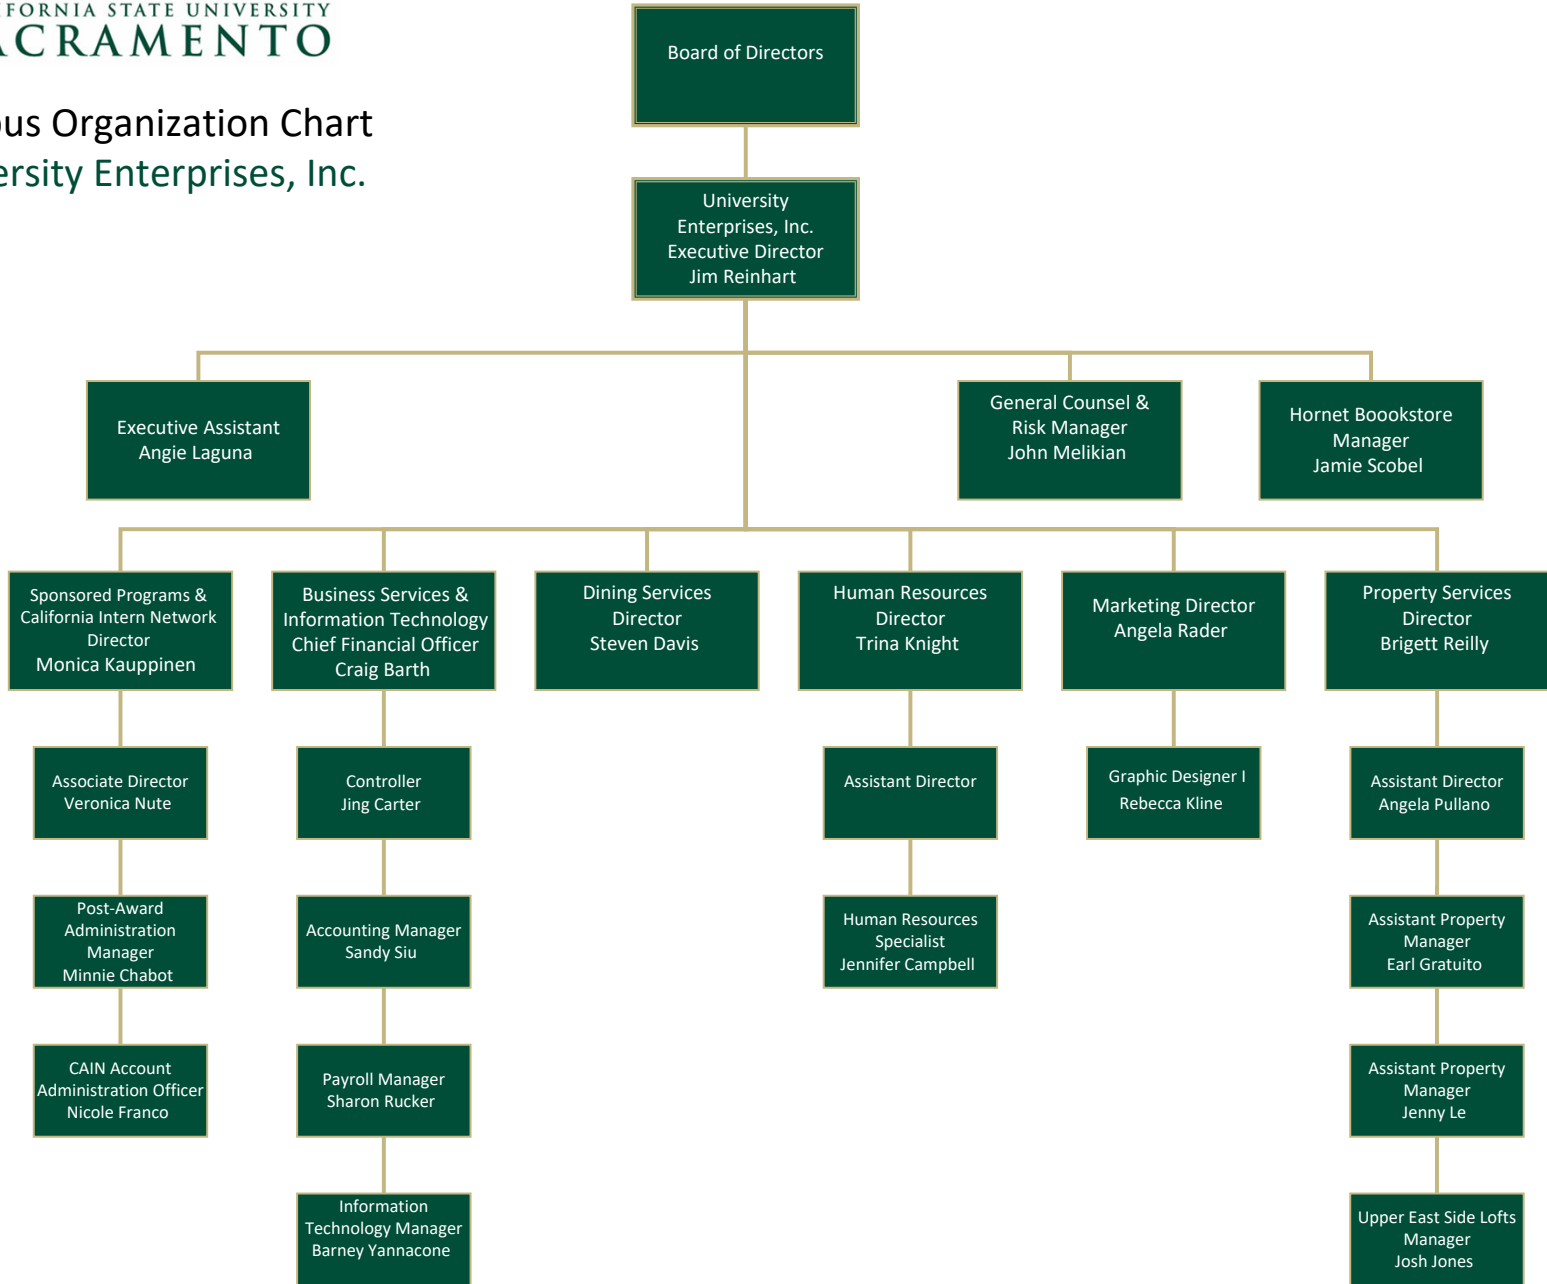 IFORNIA STATE UNIVERSITY
ACRAMENTO
pus Organization Chart
ersity Enterprises, Inc.
Board of Directors
University
Enterprises, Inc.
Executive Director
Jim Reinhart
Executive Assistant
Angie Laguna
General Counsel &
Risk Manager
John Melikian
Hornet Boookstore
Manager
Jamie Scobel
Sponsored Programs &
California Intern Network
Director
Monica Kauppinen
Business Services &
Information Technology
Chief Financial Officer
Craig Barth
Dining Services
Director
Steven Davis
Human Resources
Director
Trina Knight
Marketing Director
Angela Rader
Property Services
Director
Brigett Reilly
Associate Director
Veronica Nute
Controller
Jing Carter
Assistant Director
Graphic Designer I
Rebecca Kline
Assistant Director
Angela Pullano
Post-Award
Administration
Manager
Minnie Chabot
Accounting Manager
Sandy Siu
Human Resources
Specialist
Jennifer Campbell
Assistant Property
Manager
Earl Gratuito
CAIN Account
Administration Officer
Nicole Franco
Payroll Manager
Sharon Rucker
Assistant Property
Manager
Jenny Le
Information
Technology Manager
Barney Yannacone
Upper East Side Lofts
Manager
Josh Jones